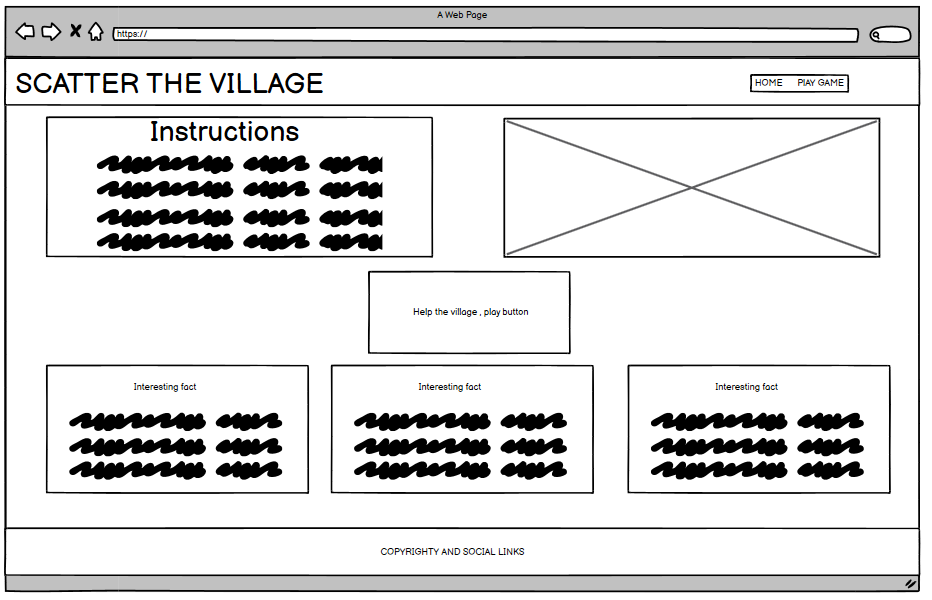 A Web Page
https://
SCATTER THE VILLAGE
HOME PlAY GAME
Instructions
Help the village , play button
Interesting fact
Interesting fact
Interesting fact
COPYRIGHTY AND SOCIAL LINKS